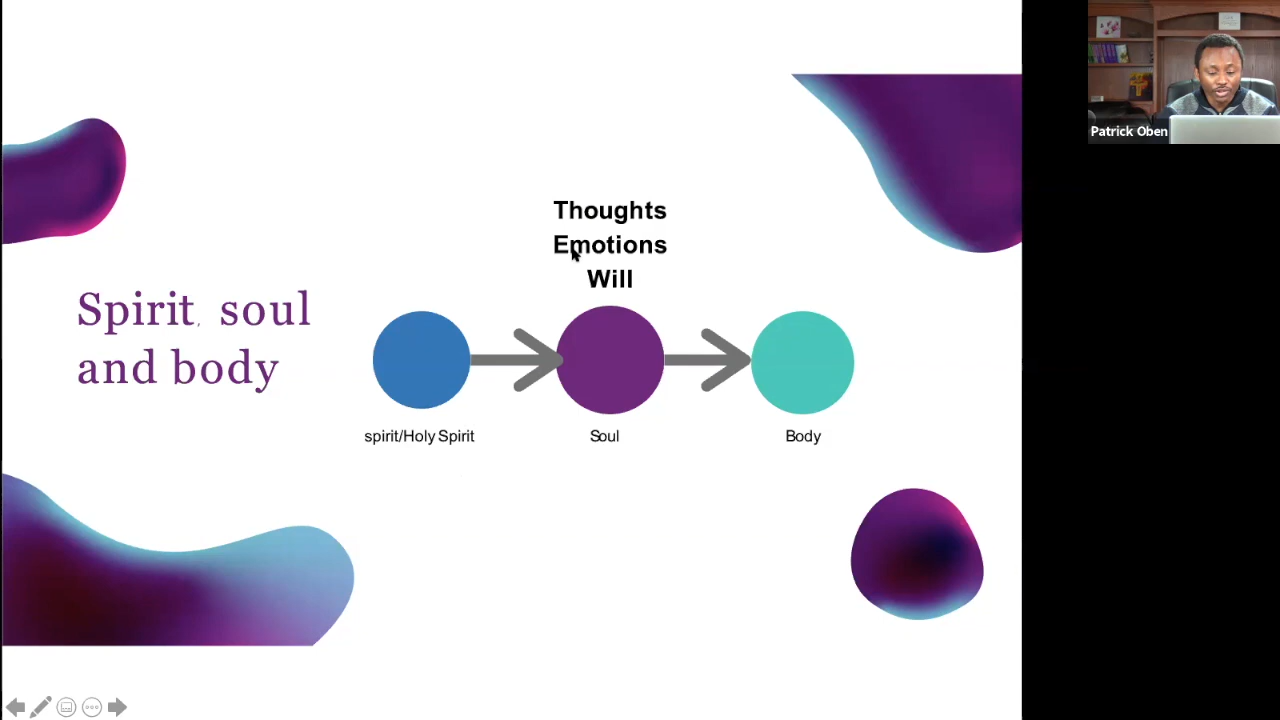 Thoughts
Emotions
Will
Spirit, soul
and body
spirit/Holy Spirit
Soul
Body
Patrick Oben